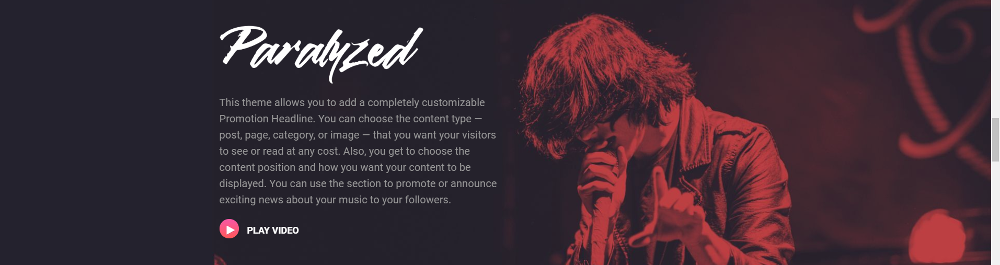 Paralyzed
This theme allows you to add a completely customizable
Promotion Headline. You can choose the content type —
post, page, category, or image — that you want your visitors
to see or read at any cost. Also, you get to choose the
content position and how you want your content to be
displayed. You can use the section to promote or announce
exciting news about your music to your followers.
PLAY VIDEO